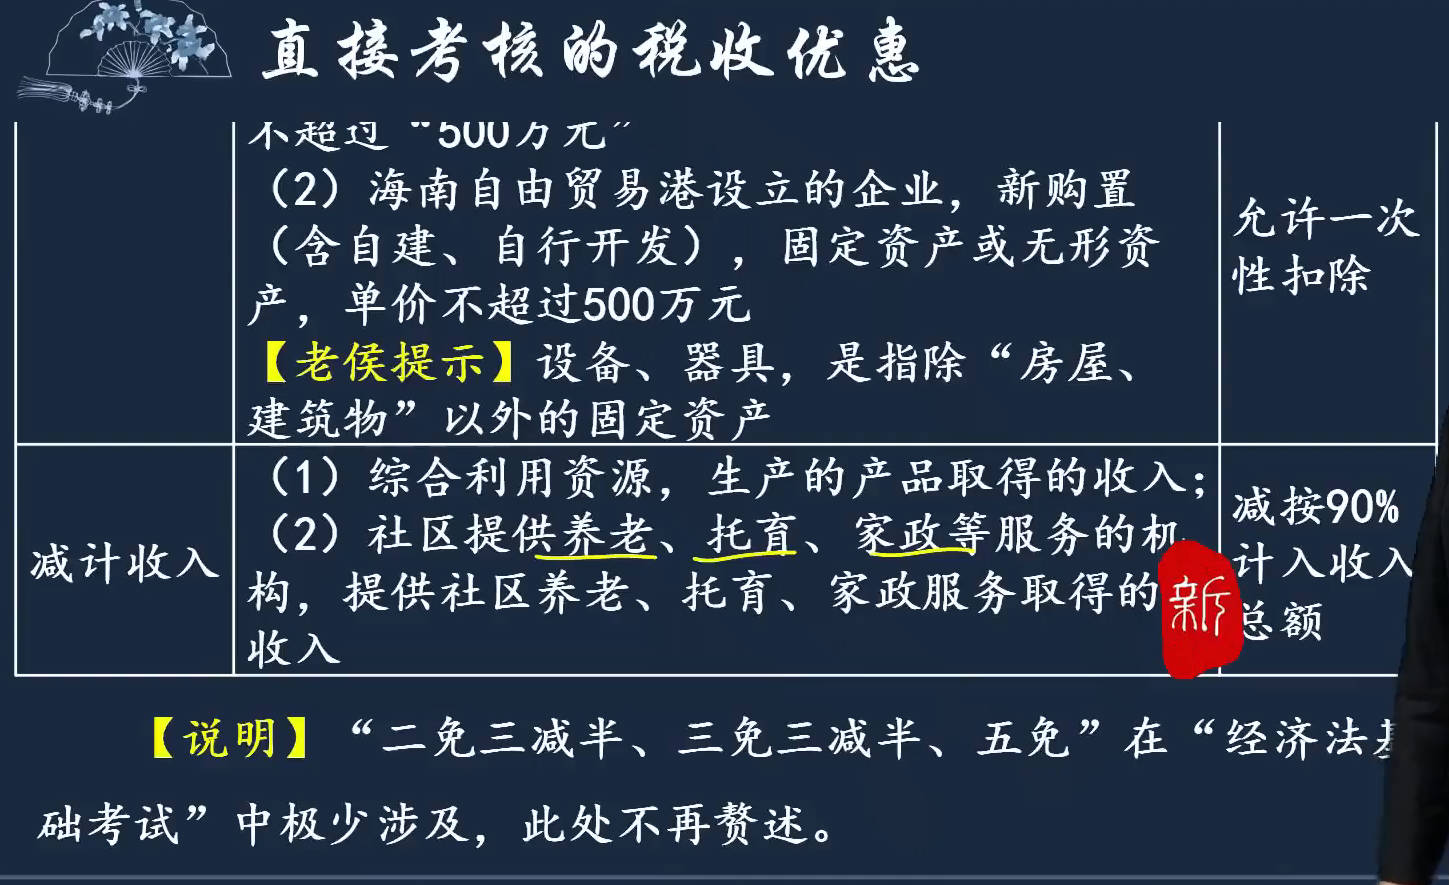 直接考核的税收优惠
不超过“500万元”
（2）海南自由贸易港设立的企业，新购置
（含自建、自行开发），固定资产或无形资
产，单价不超过500万元
【老侯提示】设备、器具，是指除“房屋、
建筑物”以外的固定资产
允许一次
性扣除
减计收入
（1）综合利用资源，生产的产品取得的收入；
（2）社区提供养老、托育、家政等服务的机
构，提供社区养老、托育、家政服务取得的
收入
新
减按90%
计入收入
总额
【说明】“二免三减半、三免三减半、五免”在“经济法基
础考试”中极少涉及，此处不再赘述。